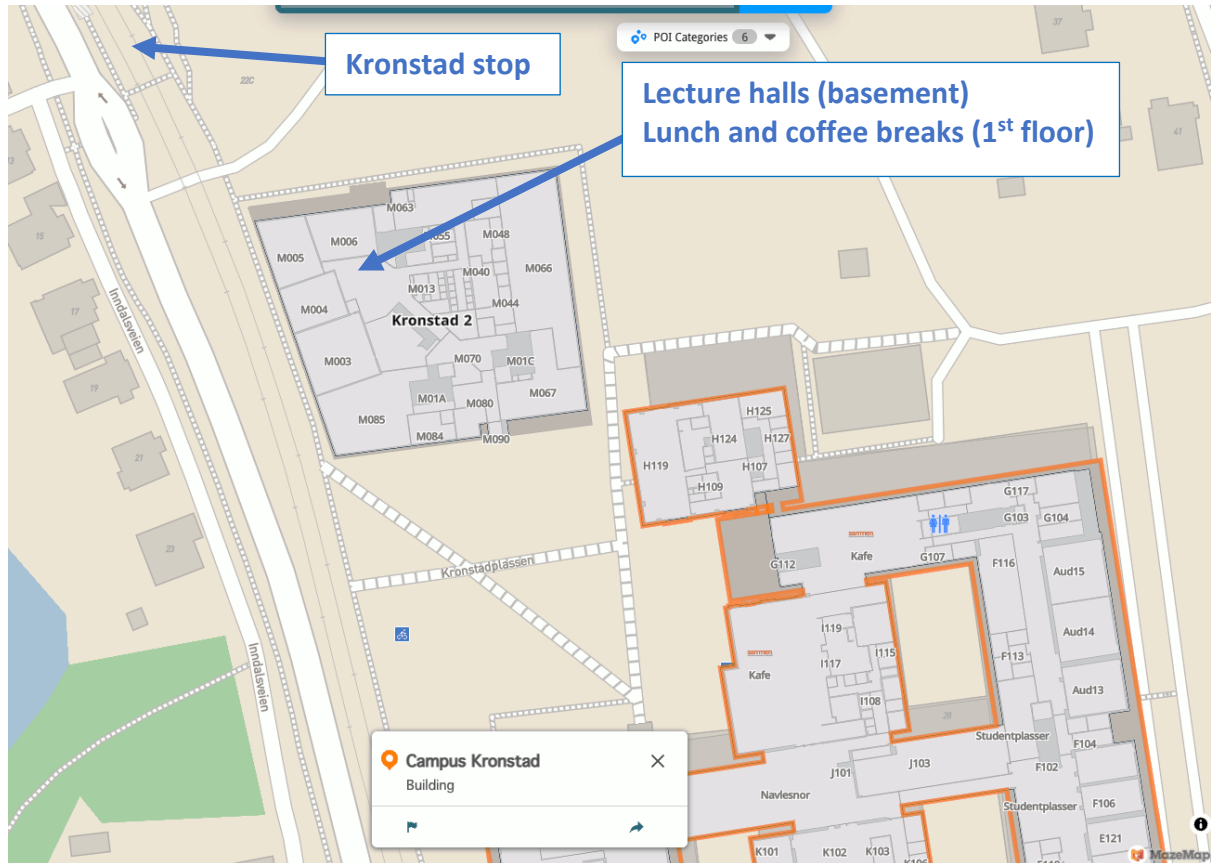 POI Categories 6
Kronstad stop
Lecture halls (basement)
Lunch and coffee breaks (1st floor)
37
22C
41
13
15
17
19
21
23
Inndalsveien
Inndalsveien
M063
M006
M055
M048
M005
M066
M040
M013
M004
M044
Kronstad 2
M003
M070
M01C
M01A
M067
M080
M085
M084
M090
H125
H124
H127
H119
H107
H109
Kronstadplassen
G117
G103
G104
sammen
Kafe
G107
G112
F116
Aud15
I119
Aud14
sammen
I117
I115
F113
Kafe
Aud13
I108
28
Studentplasser
F104
J101
J103
F102
Navlesnor
Studentplasser
F106
E121
K101
K102
K103
Campus Kronstad
Building
MazeMap